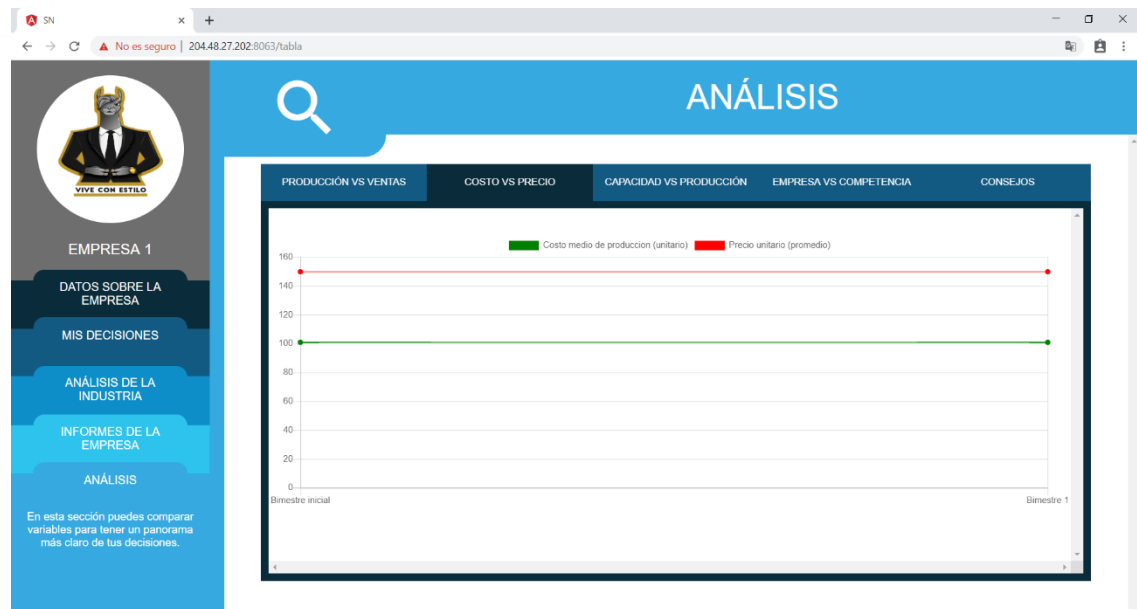 SN
No es seguro | 204.48.27.202:8063/tabla
VIVE CON ESTILO
EMPRESA 1
DATOS SOBRE LA
EMPRESA
MIS DECISIONES
ANÁLISIS DE LA
INDUSTRIA
INFORMES DE LA
EMPRESA
ANÁLISIS
En esta sección puedes comparar
variables para tener un panorama
más claro de tus decisiones.
ANÁLISIS
PRODUCCIÓN VS VENTAS COSTO VS PRECIO CAPACIDAD VS PRODUCCIÓN EMPRESA VS COMPETENCIA CONSEJOS
Costo medio de produccion (unitario) Precio unitario (promedio)
160
140
120
100
80
60
40
20
0
Bimestre inicial Bimestre 1